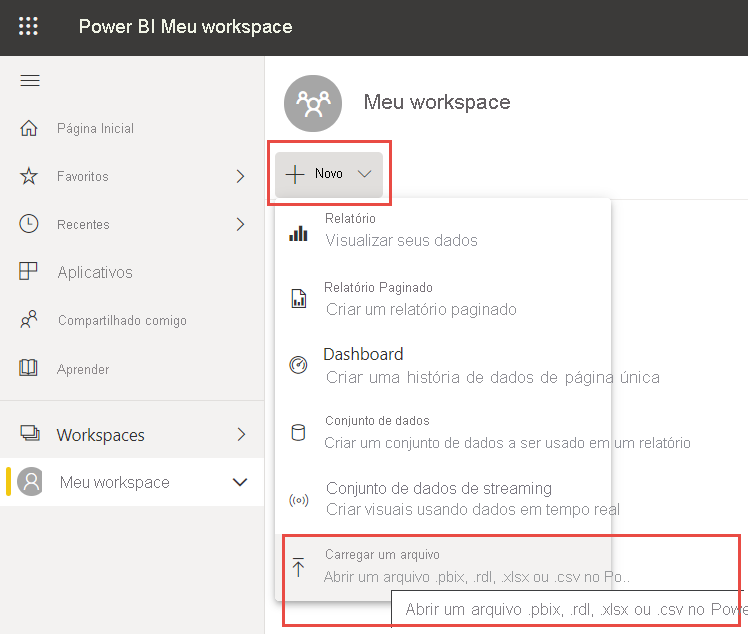 Power BI Meu workspace
Meu workspace
Página Inicial
Favoritos
Recentes
Aplicativos
Compartilhado comigo
Aprender
Workspaces
Meu workspace
Novo
Relatório
Visualizar seus dados
Relatório Paginado
Criar um relatório paginado
Dashboard
Criar uma história de dados de página única
Conjunto de dados
Criar um conjunto de dados a ser usado em um relatório
Conjunto de dados de streaming
Criar visuais usando dados em tempo real
Carregar um arquivo
Abrir um arquivo .pbix, .rdl, .xlsx ou .csv no Po..
Abrir um arquivo .pbix, .rdl, .xlsx ou .csv no Powe